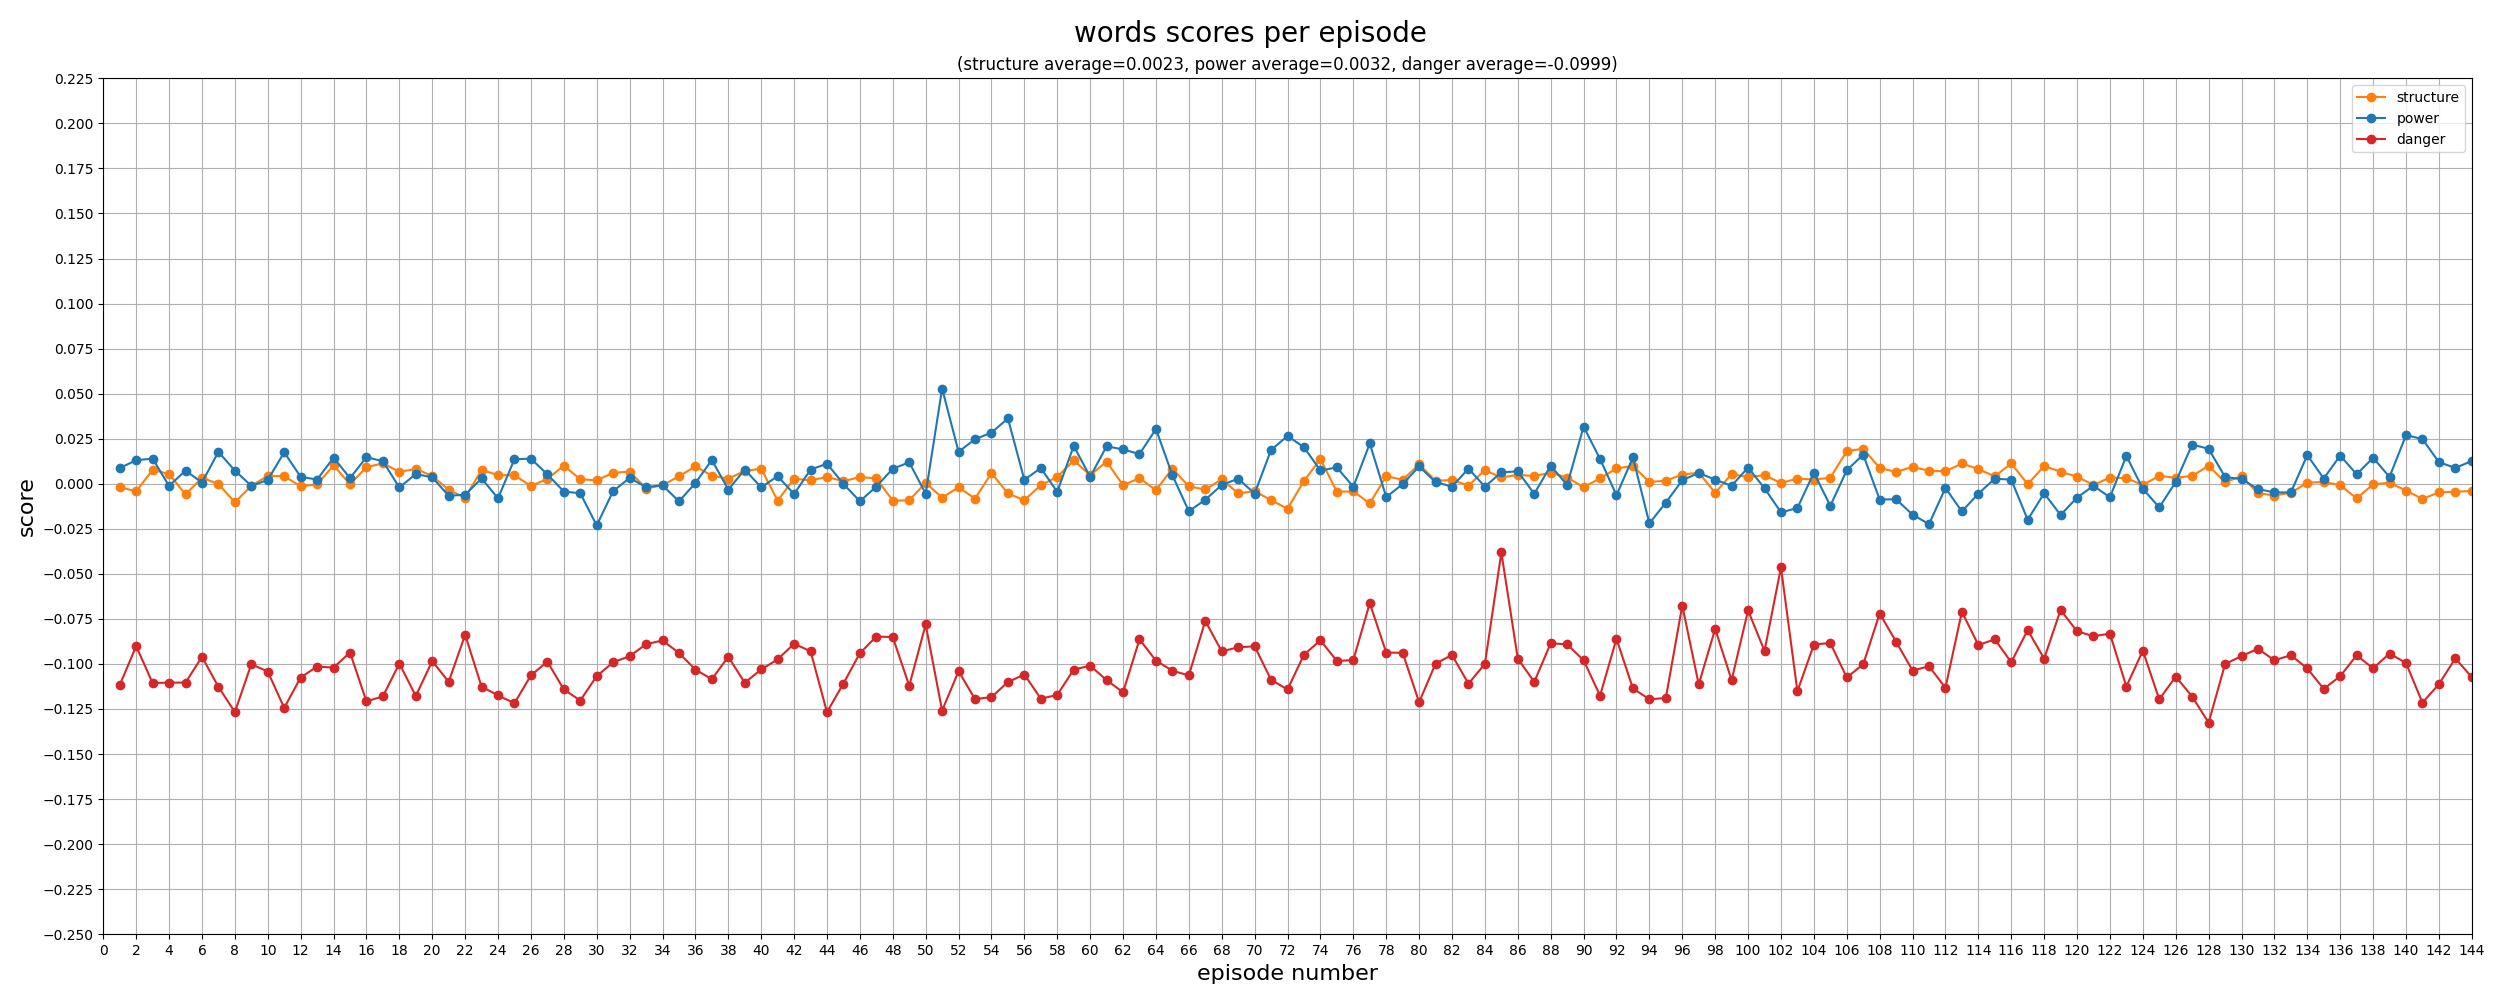 words scores per episode
(structure average=0.0023, power average=0.0032, danger average=-0.0999)
structure
power
danger
0.225
0.200
0.175
0.150
0.125
0.100
0.075
0.050
0.025
0.000
−0.025
−0.050
−0.075
−0.100
−0.125
−0.150
−0.175
−0.200
−0.225
−0.250
score
0 2 4 6 8 10 12 14 16 18 20 22 24 26 28 30 32 34 36 38 40 42 44 46 48 50 52 54 56 58 60 62 64 66 68 70 72 74 76 78 80 82 84 86 88 90 92 94 96 98 100 102 104 106 108 110 112 114 116 118 120 122 124 126 128 130 132 134 136 138 140 142 144
episode number